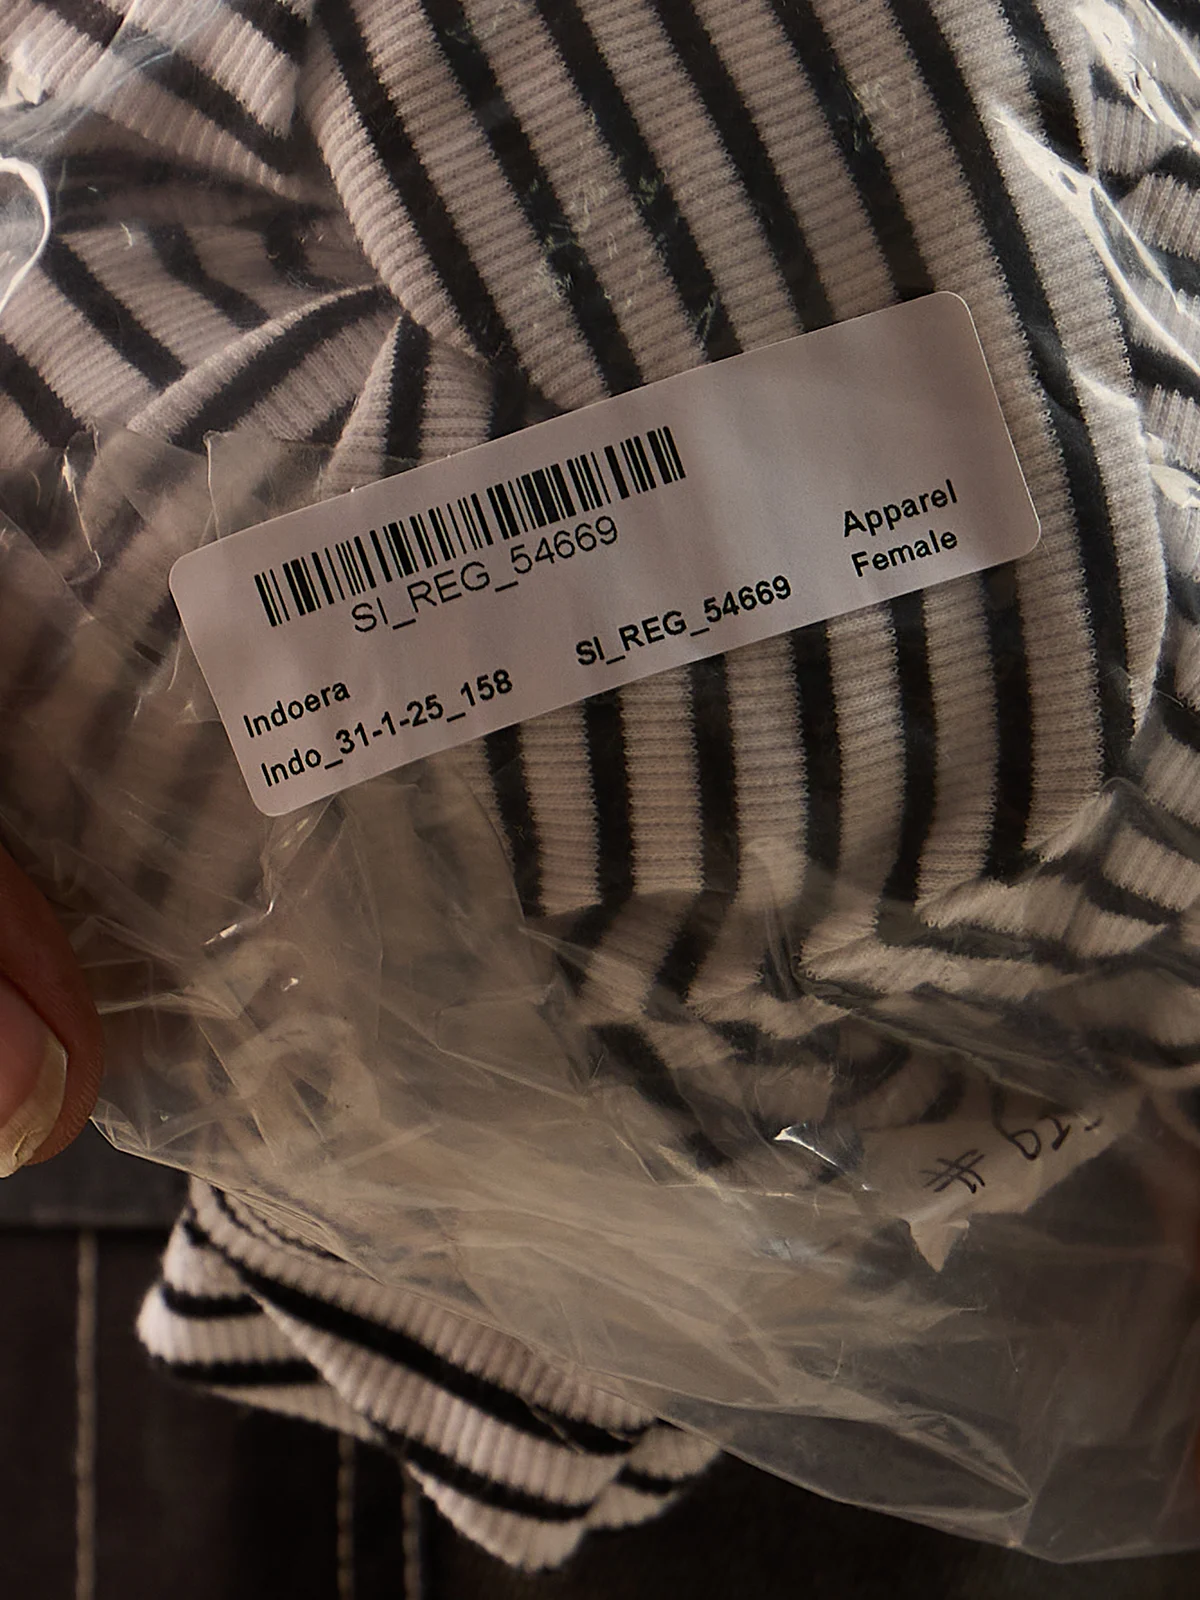 SI_REG_54669
Indoera
Indo_31-1-25_158
SI_REG_54669
Apparel
Female
#